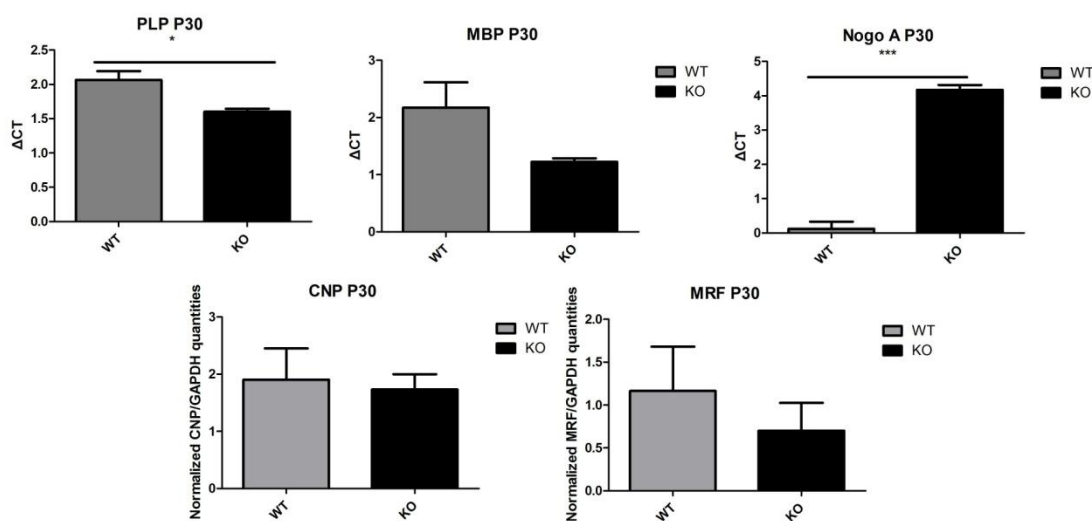 PLP P30
*
2.5
2.0
1.5
1.0
0.5
0.0
ΔCT
WT
KO
MBP P30
3
2
1
0
ΔCT
WT
KO
WT
KO
Nogo A P30
***
5
4
3
2
1
0
ΔCT
WT
KO
WT
KO
CNP P30
3
2
1
0
Normalized CNP/GAPDH quantities
WT
KO
WT
KO
MRF P30
2.0
1.5
1.0
0.5
0.0
Normalized MRF/GAPDH quantities
WT
KO
WT
KO